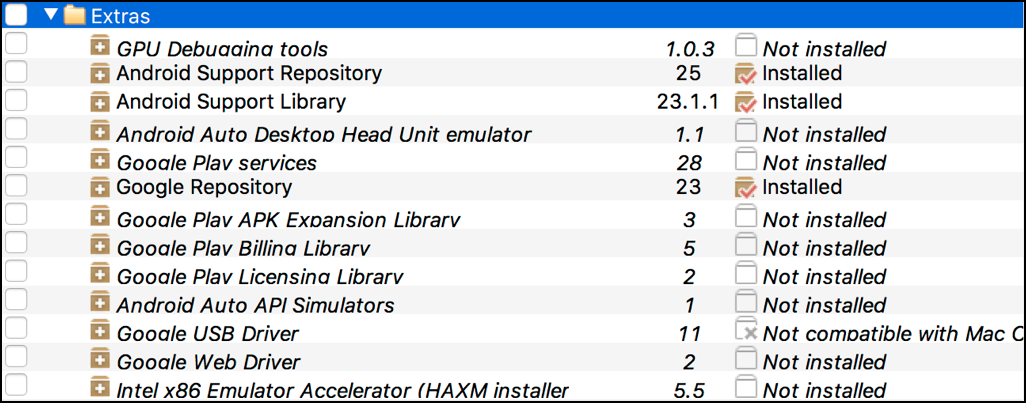 Extras
GPU Debugging tools 1.0.3 Not installed
Android Support Repository 25 Installed
Android Support Library 23.1.1 Installed
Android Auto Desktop Head Unit emulator 1.1 Not installed
Google Play services 28 Not installed
Google Repository 23 Installed
Google Play APK Expansion Library 3 Not installed
Google Play Billing Library 5 Not installed
Google Play Licensing Library 2 Not installed
Android Auto API Simulators 1 Not installed
Google USB Driver 11 Not compatible with Mac O
Google Web Driver 2 Not installed
Intel x86 Emulator Accelerator (HAXM installer 5.5 Not installed